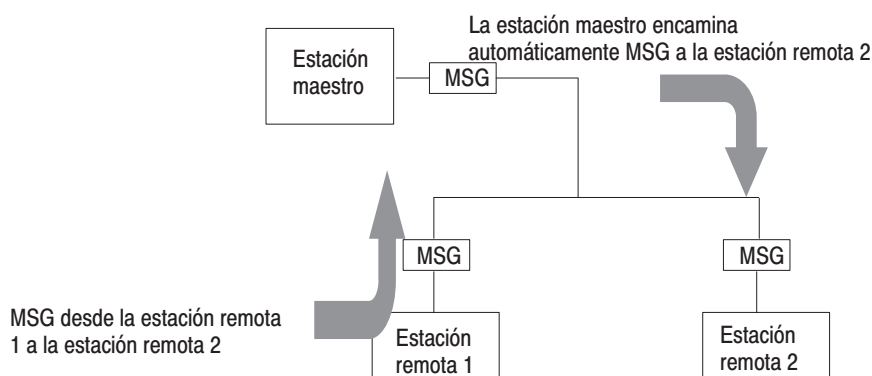 La estación maestro encamina
automáticamente MSG a la estación remota 2
Estación
maestro
MSG
MSG
MSG
MSG desde la estación remota
1 a la estación remota 2
Estación
remota 1
Estación
remota 2